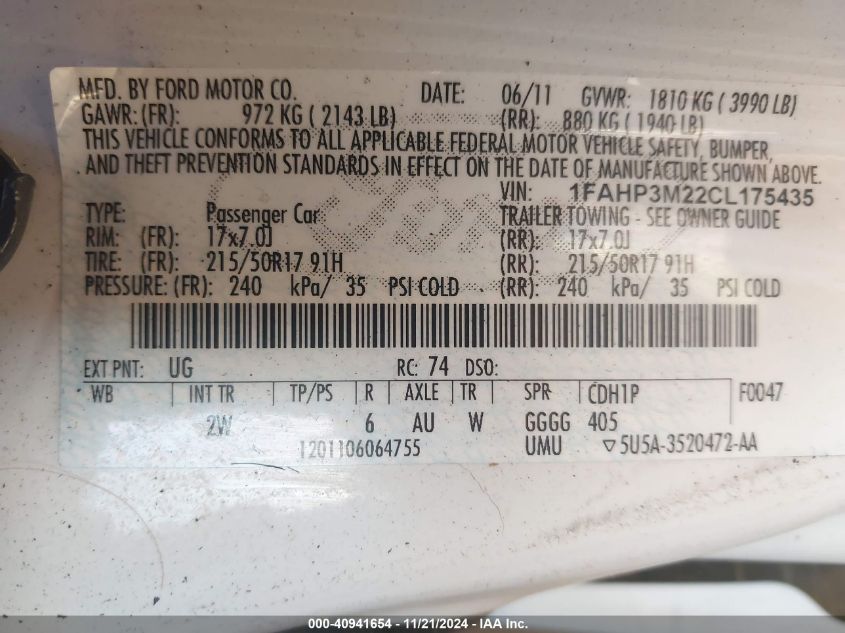 MFD. BY FORD MOTOR CO. DATE: 06/11 GVWR: 1810 KG ( 3990 LB)
GAWR: (FR): 972 KG ( 2143 LB) (RR): 880 KG ( 1940 LB)
THIS VEHICLE CONFORMS TO ALL APPLICABLE FEDERAL MOTOR VEHICLE SAFETY, BUMPER,
AND THEFT PREVENTION STANDARDS IN EFFECT ON THE DATE OF MANUFACTURE SHOWN ABOVE.
VIN: 1FAHP3M22CL175435
TYPE: Passenger Car TRAILER TOWING - SEE OWNER GUIDE
RIM: (FR): 17x7.0J (RR): 17x7.0J
TIRE: (FR): 215/50R17 91H (RR): 215/50R17 91H
PRESSURE: (FR): 240 kPa/ 35 PSI COLD (RR): 240 kPa/ 35 PSI COLD
EXT PNT: UG RC: 74 DSO:
WB INT TR TP/PS R AXLE TR SPR CDH1P F0047
2W 6 AU W GGGG 405
1201106064755 UMU ▽5U5A-3520472-AA
000-40941654 - 11/21/2024 - IAA Inc.